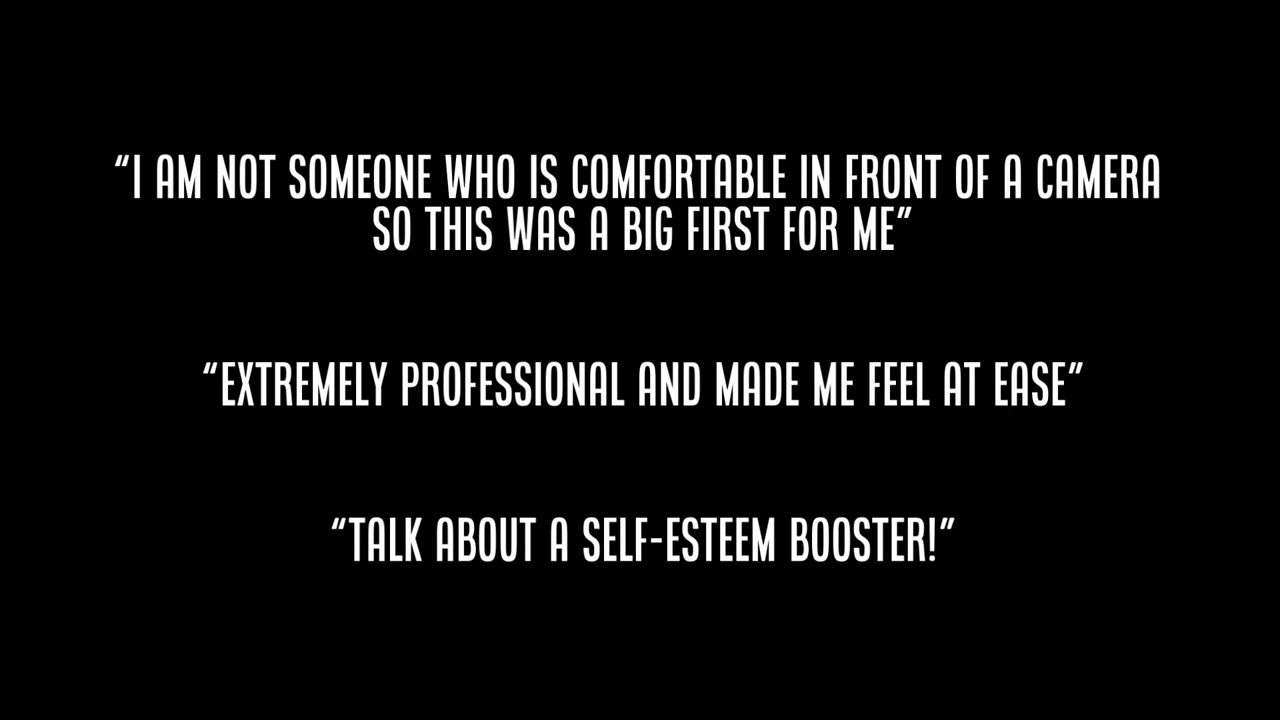 “I AM NOT SOMEONE WHO IS COMFORTABLE IN FRONT OF A CAMERA
SO THIS WAS A BIG FIRST FOR ME”
“EXTREMELY PROFESSIONAL AND MADE ME FEEL AT EASE”
“TALK ABOUT A SELF-ESTEEM BOOSTER!”